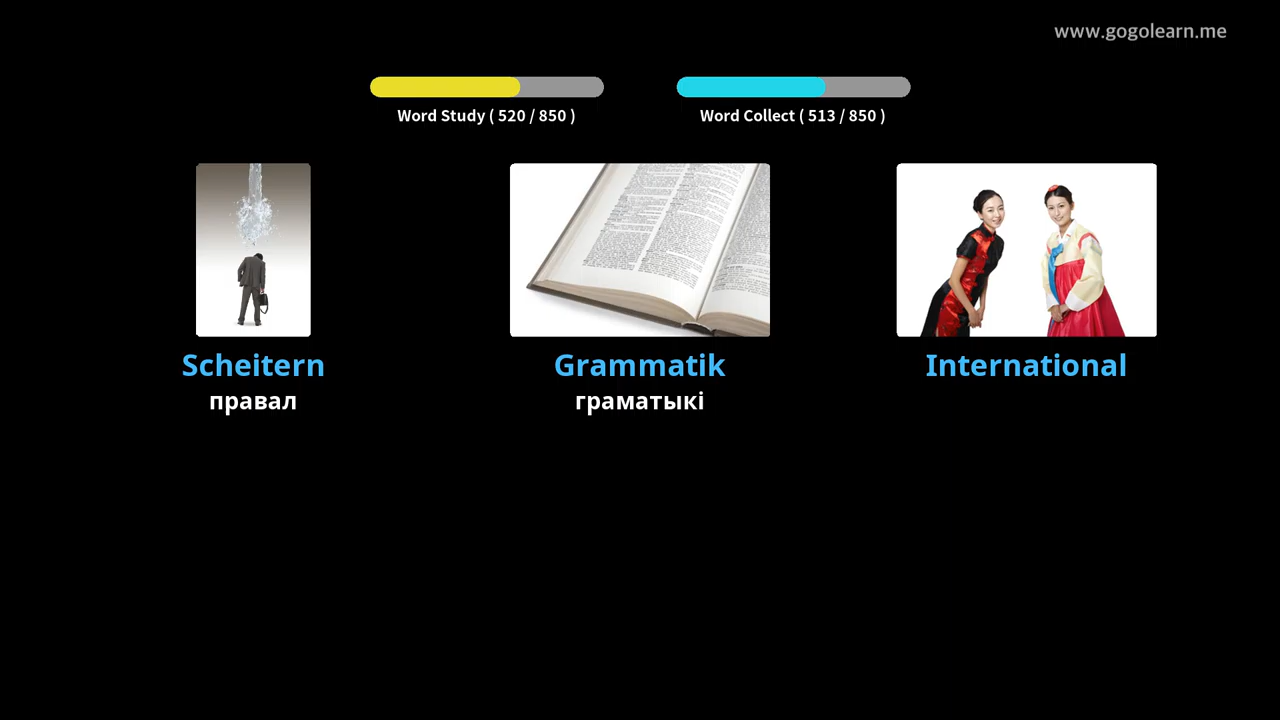 www.gogolearn.me
Word Study ( 520 / 850 )
Word Collect ( 513 / 850 )
Scheitern
правал
Grammatik
граматыкі
International